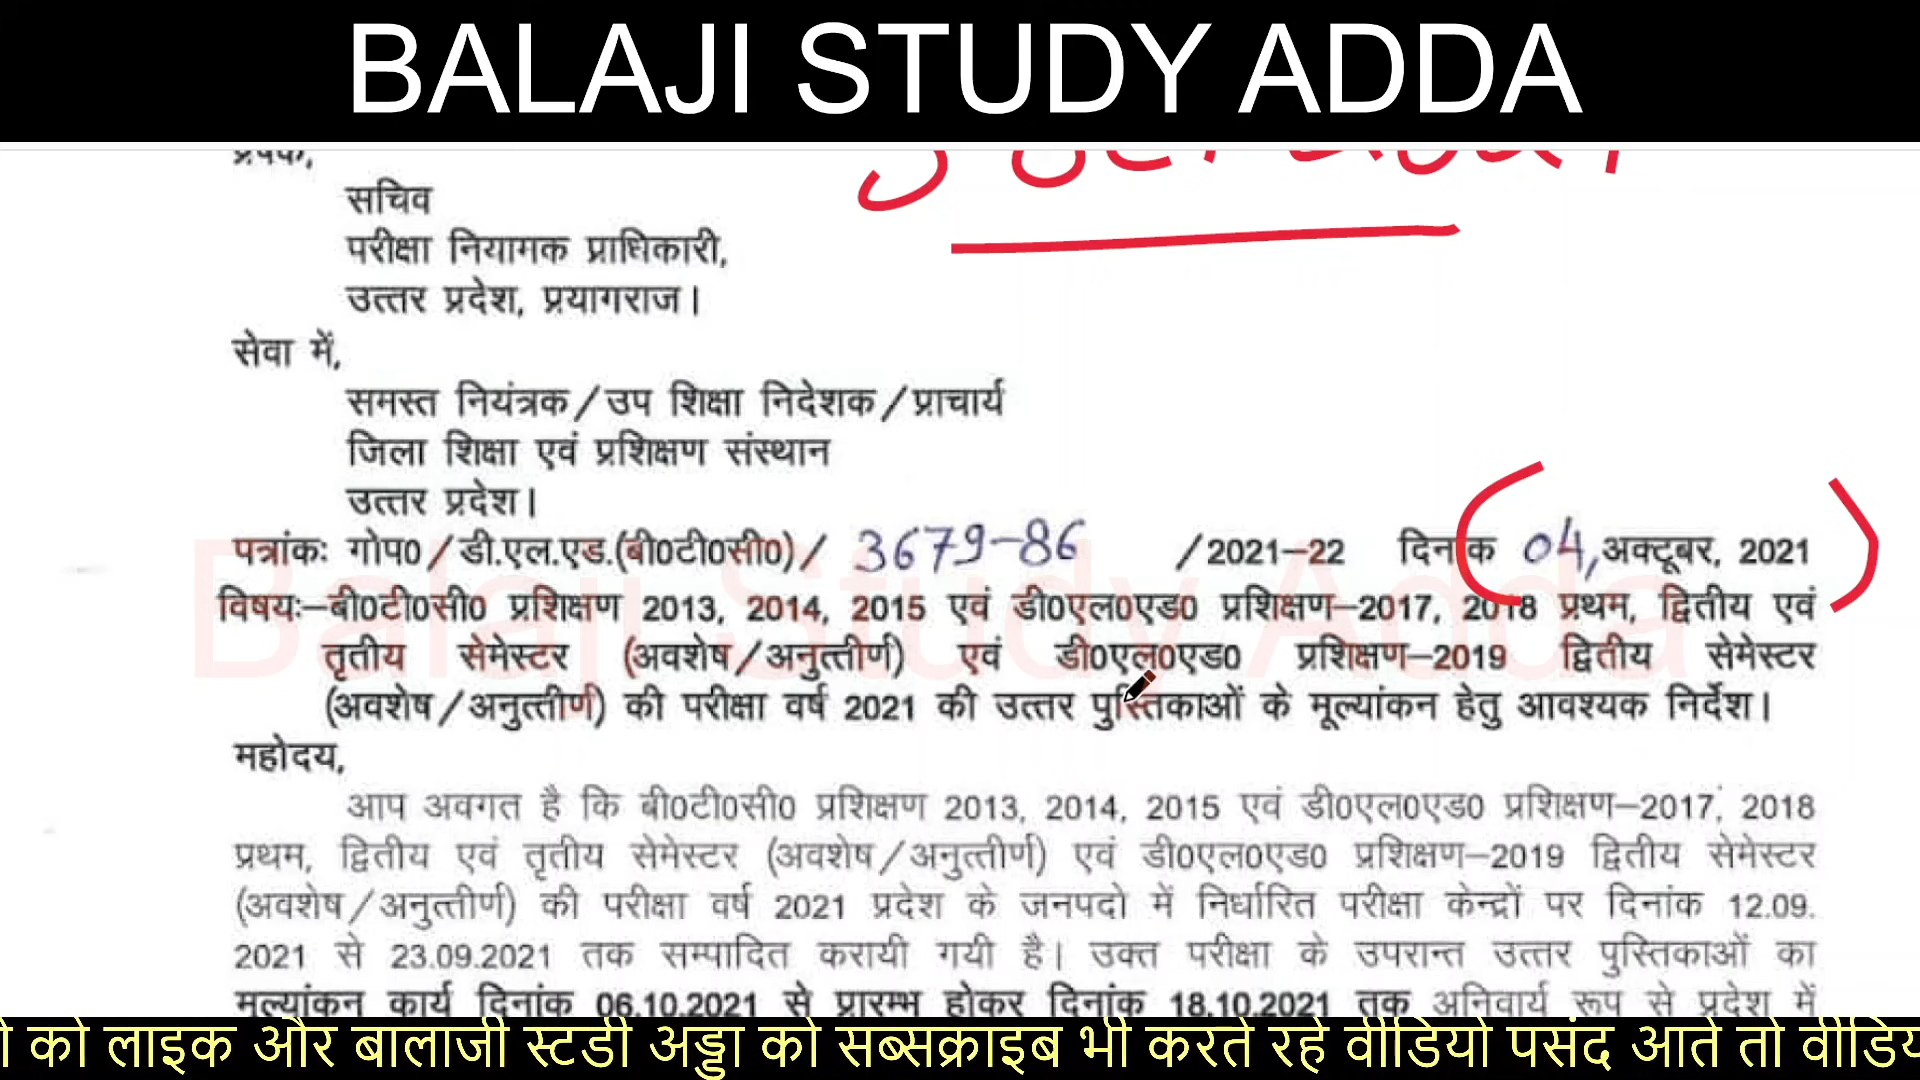 BALAJI STUDY ADDA
प्रेषक,
सचिव
परीक्षा नियामक प्राधिकारी,
उत्तर प्रदेश, प्रयागराज।
सेवा में,
समस्त नियंत्रक/उप शिक्षा निदेशक/प्राचार्य
जिला शिक्षा एवं प्रशिक्षण संस्थान
उत्तर प्रदेश।
पत्रांकः गोप0/डी.एल.एड.(बी0टी0सी0)/ 3679-86 /2021-22 दिनांक 04, अक्टूबर, 2021
विषयः-बी0टी0सी0 प्रशिक्षण 2013, 2014, 2015 एवं डी0एल0एड0 प्रशिक्षण-2017, 2018 प्रथम, द्वितीय एवं
तृतीय सेमेस्टर (अवशेष/अनुत्तीर्ण) एवं डी0एल0एड0 प्रशिक्षण-2019 द्वितीय सेमेस्टर
(अवशेष/अनुत्तीर्ण) की परीक्षा वर्ष 2021 की उत्तर पुस्तिकाओं के मूल्यांकन हेतु आवश्यक निर्देश।
Balaji Study Adda
महोदय,
आप अवगत है कि बी0टी0सी0 प्रशिक्षण 2013, 2014, 2015 एवं डी0एल0एड0 प्रशिक्षण-2017, 2018
प्रथम, द्वितीय एवं तृतीय सेमेस्टर (अवशेष/अनुत्तीर्ण) एवं डी0एल0एड0 प्रशिक्षण-2019 द्वितीय सेमेस्टर
(अवशेष/अनुत्तीर्ण) की परीक्षा वर्ष 2021 प्रदेश के जनपदो में निर्धारित परीक्षा केन्द्रों पर दिनांक 12.09.
2021 से 23.09.2021 तक सम्पादित करायी गयी है। उक्त परीक्षा के उपरान्त उत्तर पुस्तिकाओं का
मूल्यांकन कार्य दिनांक 06.10.2021 से प्रारम्भ होकर दिनांक 18.10.2021 तक अनिवार्य रूप से प्रदेश में
को लाइक और बालाजी स्टडी अड्डा को सब्सक्राइब भी करते रहे वीडियो पसंद आते तो